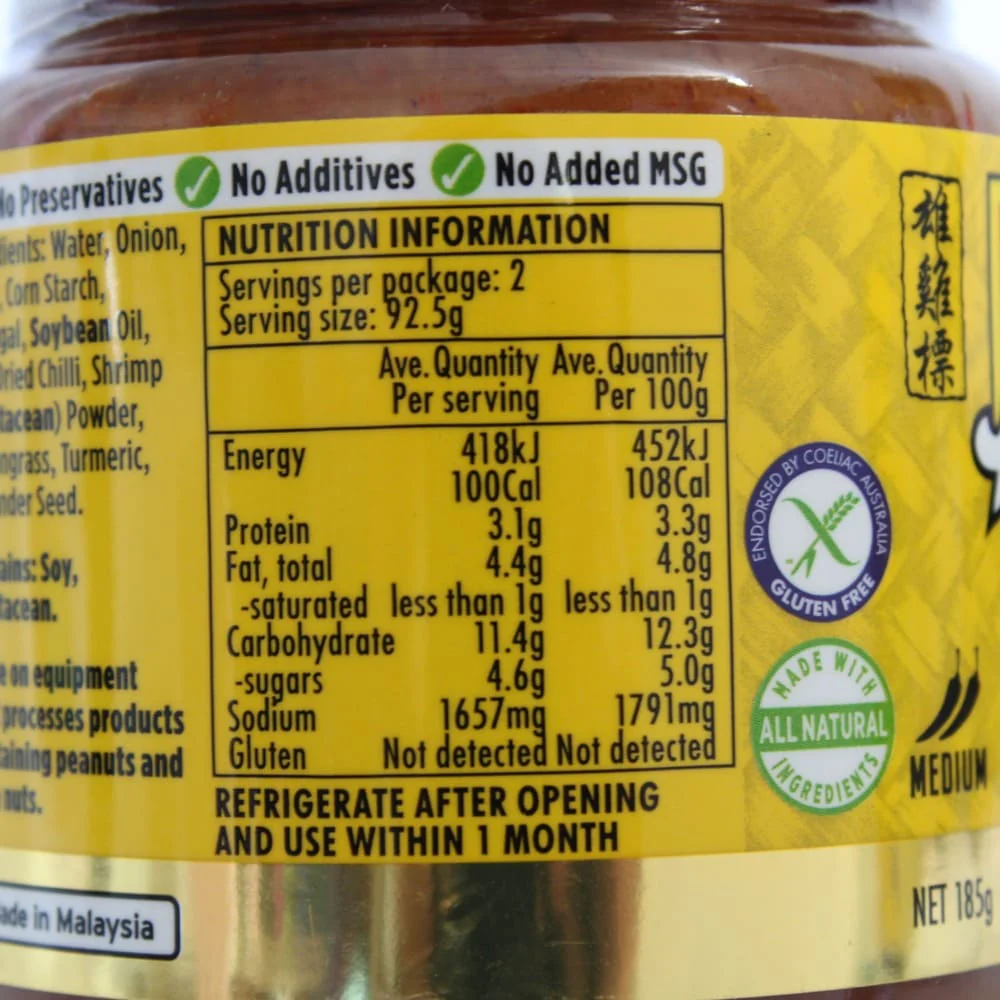 Preservatives No Additives No Added MSG
Water, Onion,
Corn Starch,
Soybean Oil,
Chilli, Shrimp
Powder,
Turmeric,
Seed.
Soy,
on equipment
processes products
peanuts and
nuts.
Made in Malaysia
NUTRITION INFORMATION
Servings per package: 2
Serving size: 92.5g
Ave. Quantity Ave. Quantity
Per serving Per 100g
Energy 418kJ 452kJ
100Cal 108Cal
Protein 3.1g 3.3g
Fat, total 4.4g 4.8g
-saturated less than 1g less than 1g
Carbohydrate 11.4g 12.3g
-sugars 4.6g 5.0g
Sodium 1657mg 1791mg
Gluten Not detected Not detected
REFRIGERATE AFTER OPENING
AND USE WITHIN 1 MONTH
雄雞標
ENDORSED BY COELIAC AUSTRALIA
GLUTEN FREE
MADE WITH
ALL NATURAL
INGREDIENTS
MEDIUM
NET 185g